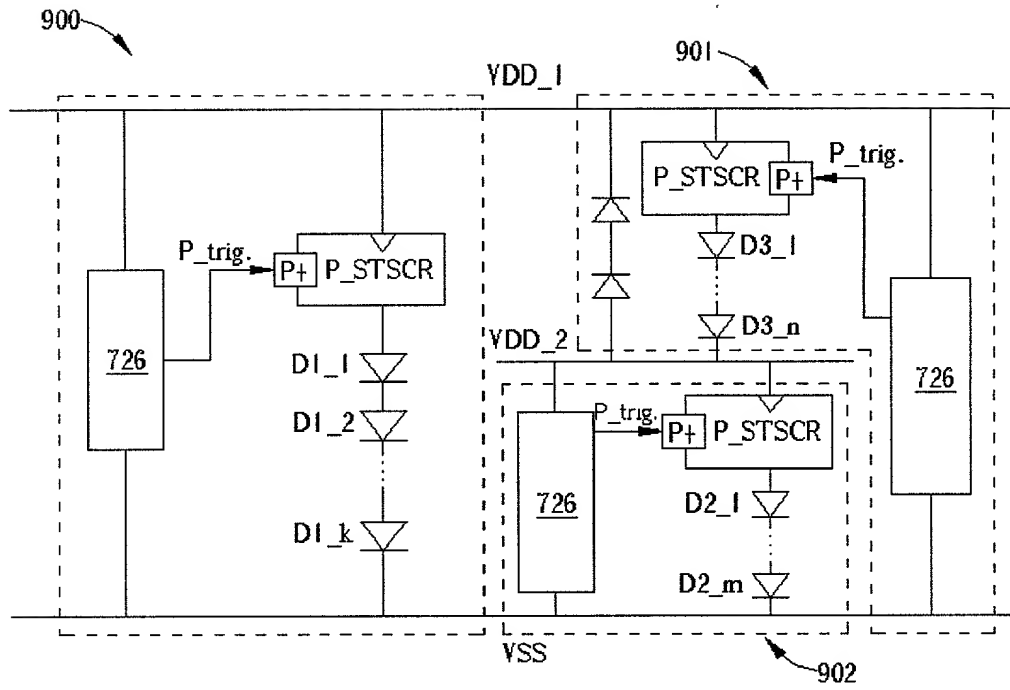 900
901
VDD_1
P_trig.
P_STSCR
P+
P_trig.
P+
P_STSCR
D3_1
726
D3_n
VDD_2
726
D1_1
P_trig.
P+
P_STSCR
D1_2
726
D2_1
D1_k
D2_m
VSS
902